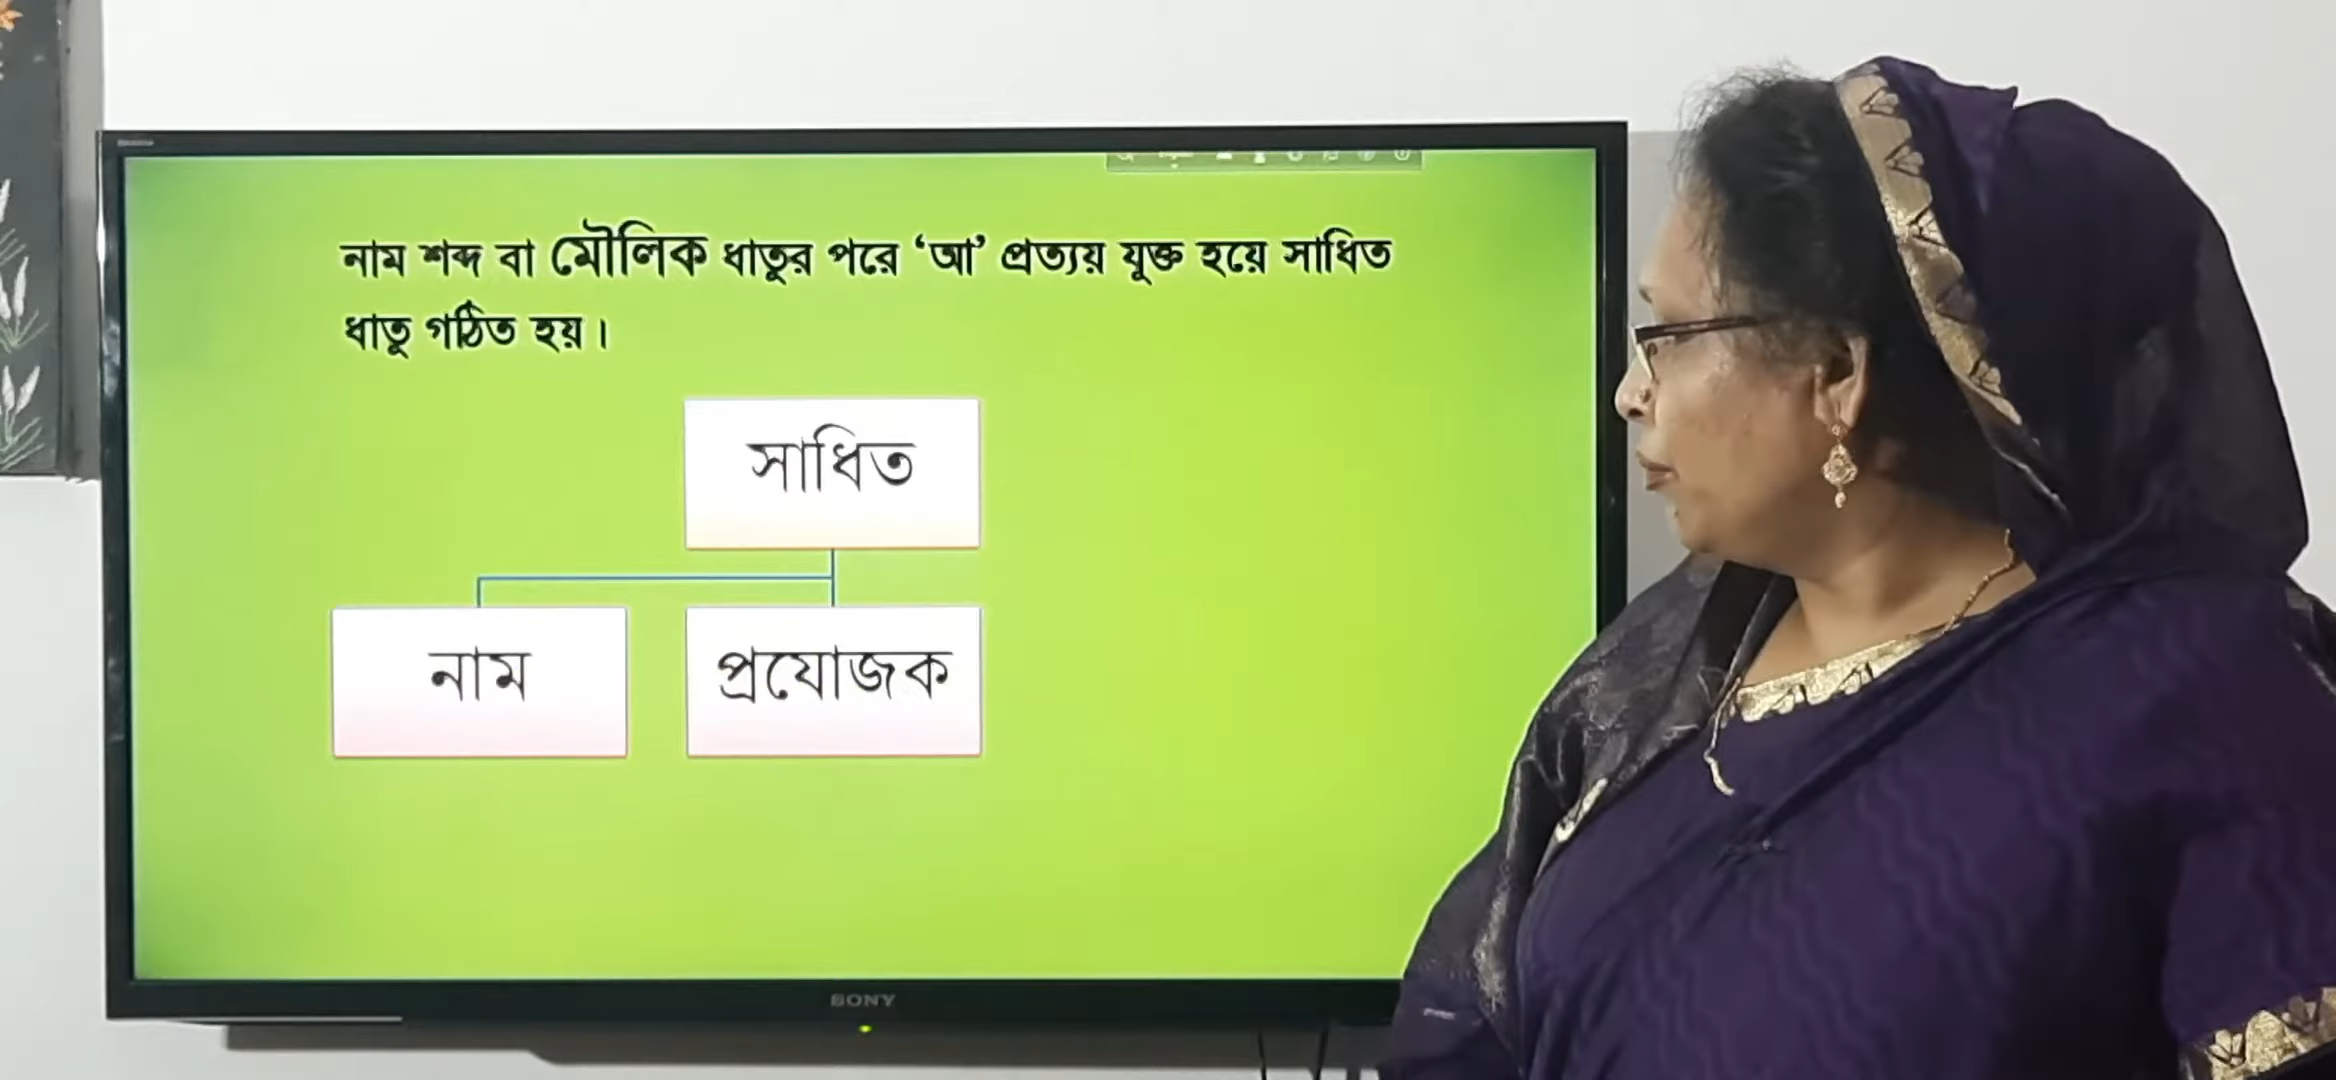 নাম শব্দ বা মৌলিক ধাতুর পরে ‘আ’ প্রত্যয় যুক্ত হয়ে সাধিত
ধাতু গঠিত হয়।
সাধিত
নাম প্রযোজক
SONY